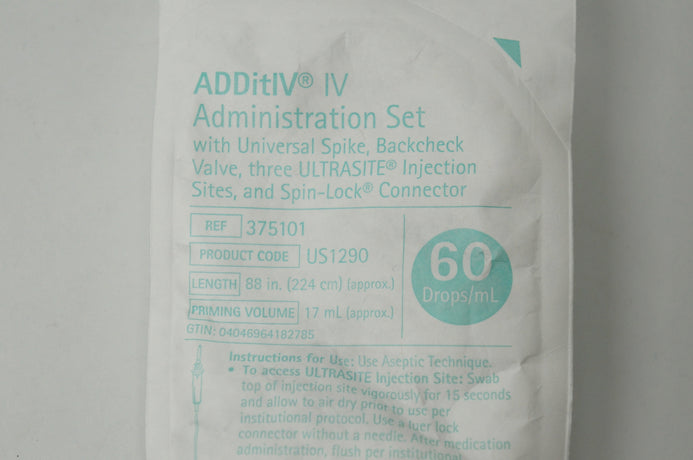 ADDitIV® IV
Administration Set
with Universal Spike, Backcheck
Valve, three ULTRASITE® Injection
Sites, and Spin-Lock® Connector
REF 375101
PRODUCT CODE US1290
LENGTH 88 in. (224 cm) (approx.)
PRIMING VOLUME 17 mL (approx.)
GTIN: 04046964182785
60
Drops/mL
Instructions for Use: Use Aseptic Technique.
• To access ULTRASITE Injection Site: Swab
top of injection site vigorously for 15 seconds
and allow to air dry prior to use per
institutional protocol. Use a luer lock
connector without a needle. After medication
administration, flush per institutional